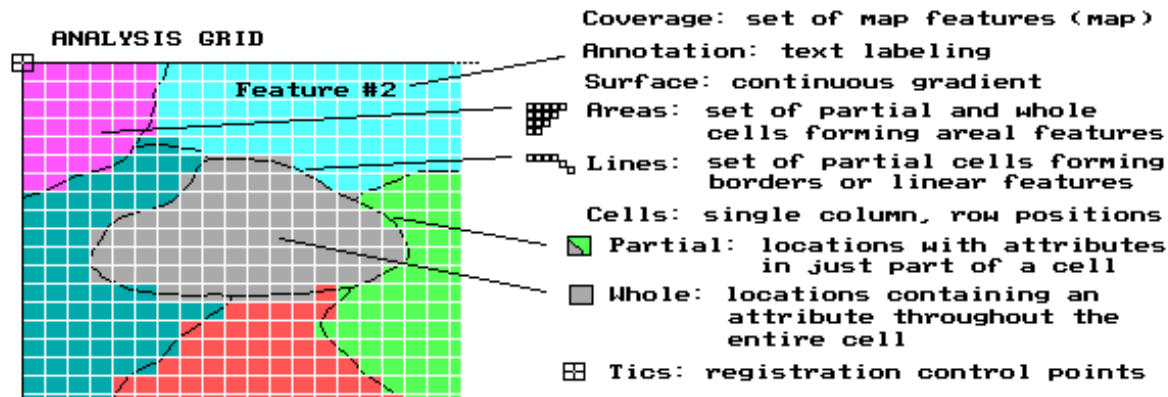 ANALYSIS GRID
Feature #2
Coverage: set of map features (map)
Annotation: text labeling
Surface: continuous gradient
Areas: set of partial and whole
cells forming areal features
Lines: set of partial cells forming
borders or linear features
Cells: single column, row positions
Partial: locations with attributes
in just part of a cell
Whole: locations containing an
attribute throughout the
entire cell
Tics: registration control points